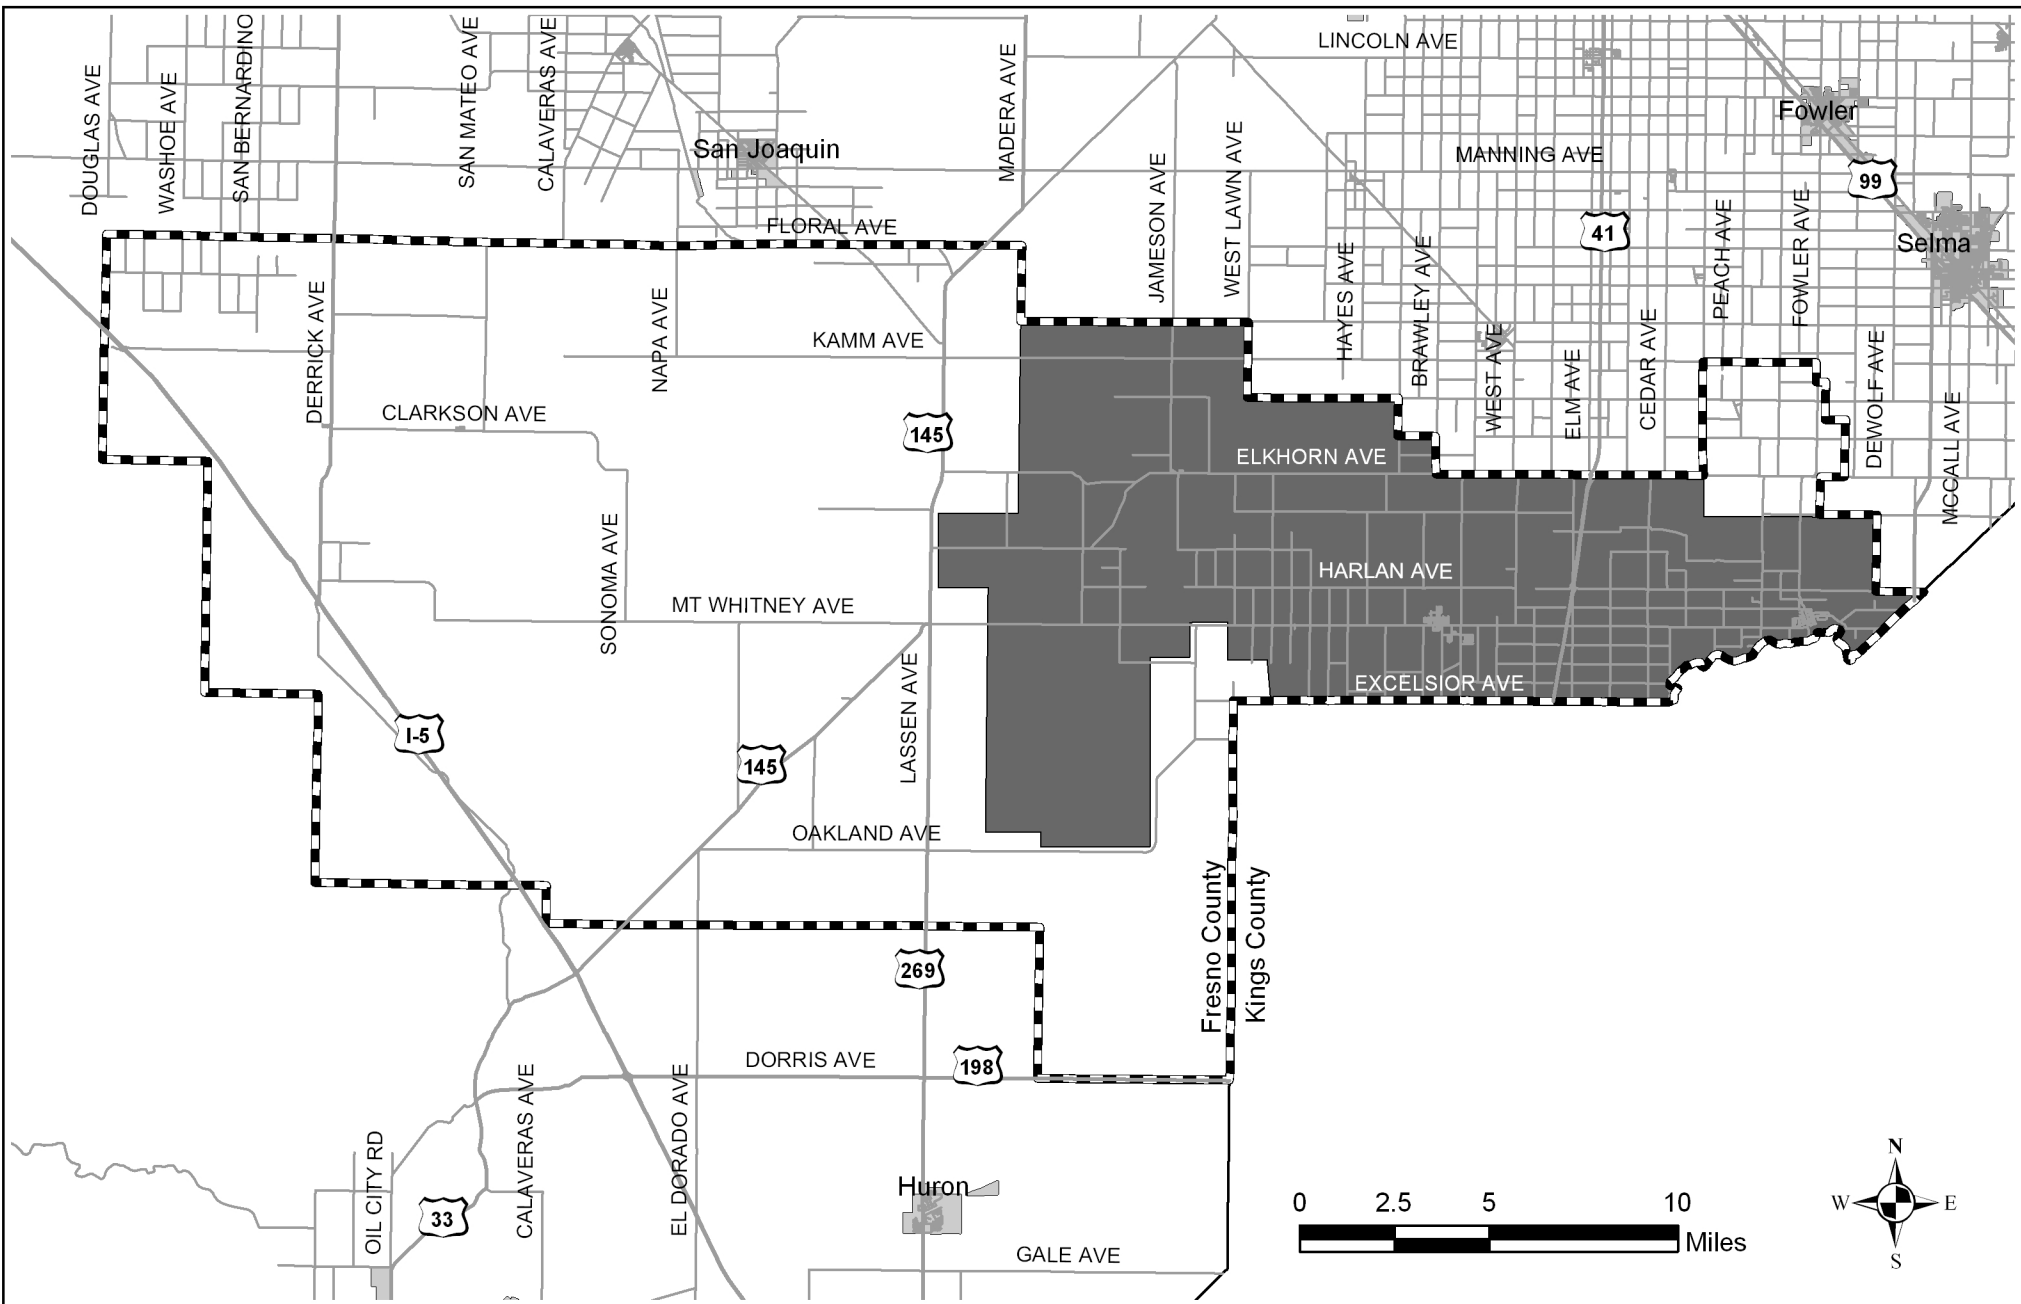 LINCOLN AVE
DOUGLAS AVE
WASHOE AVE
SAN BERNARDINO
SAN MATEO AVE
CALAVERAS AVE
MADERA AVE
Fowler
San Joaquin
MANNING AVE
JAMESON AVE
WEST LAWN AVE
99
FLORAL AVE
41
PEACH AVE
FOWLER AVE
Selma
DERRICK AVE
NAPA AVE
KAMM AVE
HAYES AVE
BRAWLEY AVE
WEST AVE
ELM AVE
CEDAR AVE
DEWOLF AVE
MCCALL AVE
CLARKSON AVE
145
ELKHORN AVE
SONOMA AVE
HARLAN AVE
MT WHITNEY AVE
LASSEN AVE
EXCELSIOR AVE
I-5
145
OAKLAND AVE
Fresno County
Kings County
269
DORRIS AVE
198
OIL CITY RD
CALAVERAS AVE
EL DORADO AVE
33
Huron
GALE AVE
0 2.5 5 10
Miles
N
W E
S